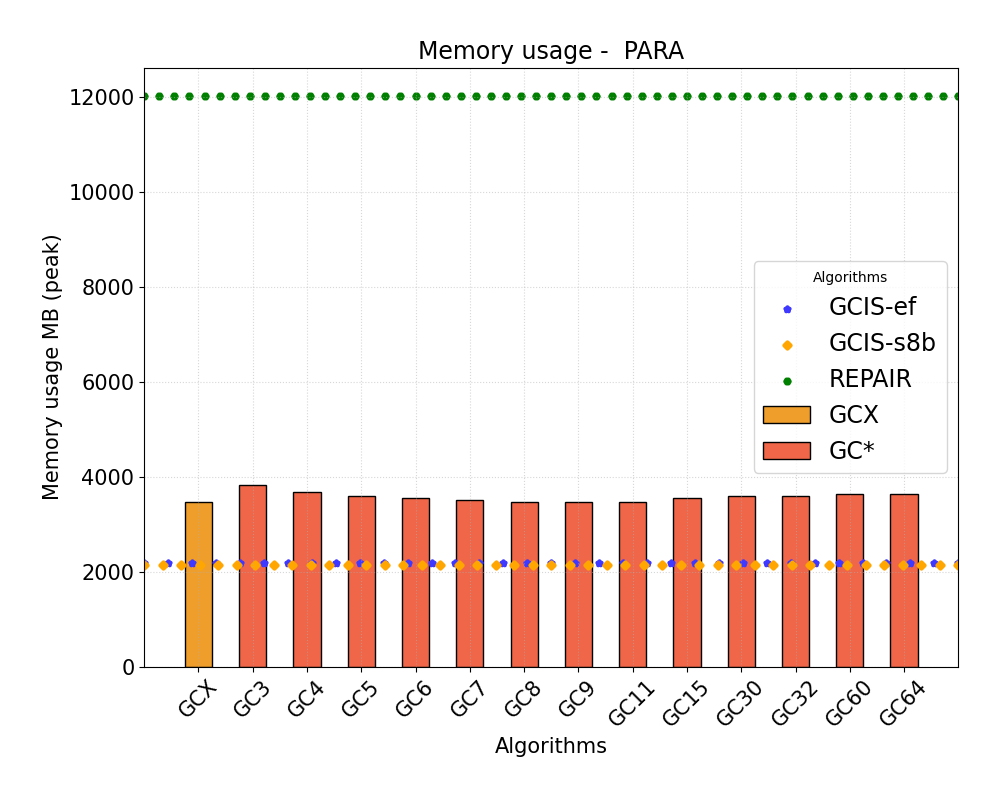 Memory usage -  PARA
Memory usage MB (peak)
12000
10000
8000
6000
4000
2000
0
Algorithms
GCIS-ef
GCIS-s8b
REPAIR
GCX
GC*
GCX
GC3
GC4
GC5
GC6
GC7
GC8
GC9
GC11
GC15
GC30
GC32
GC60
GC64
Algorithms